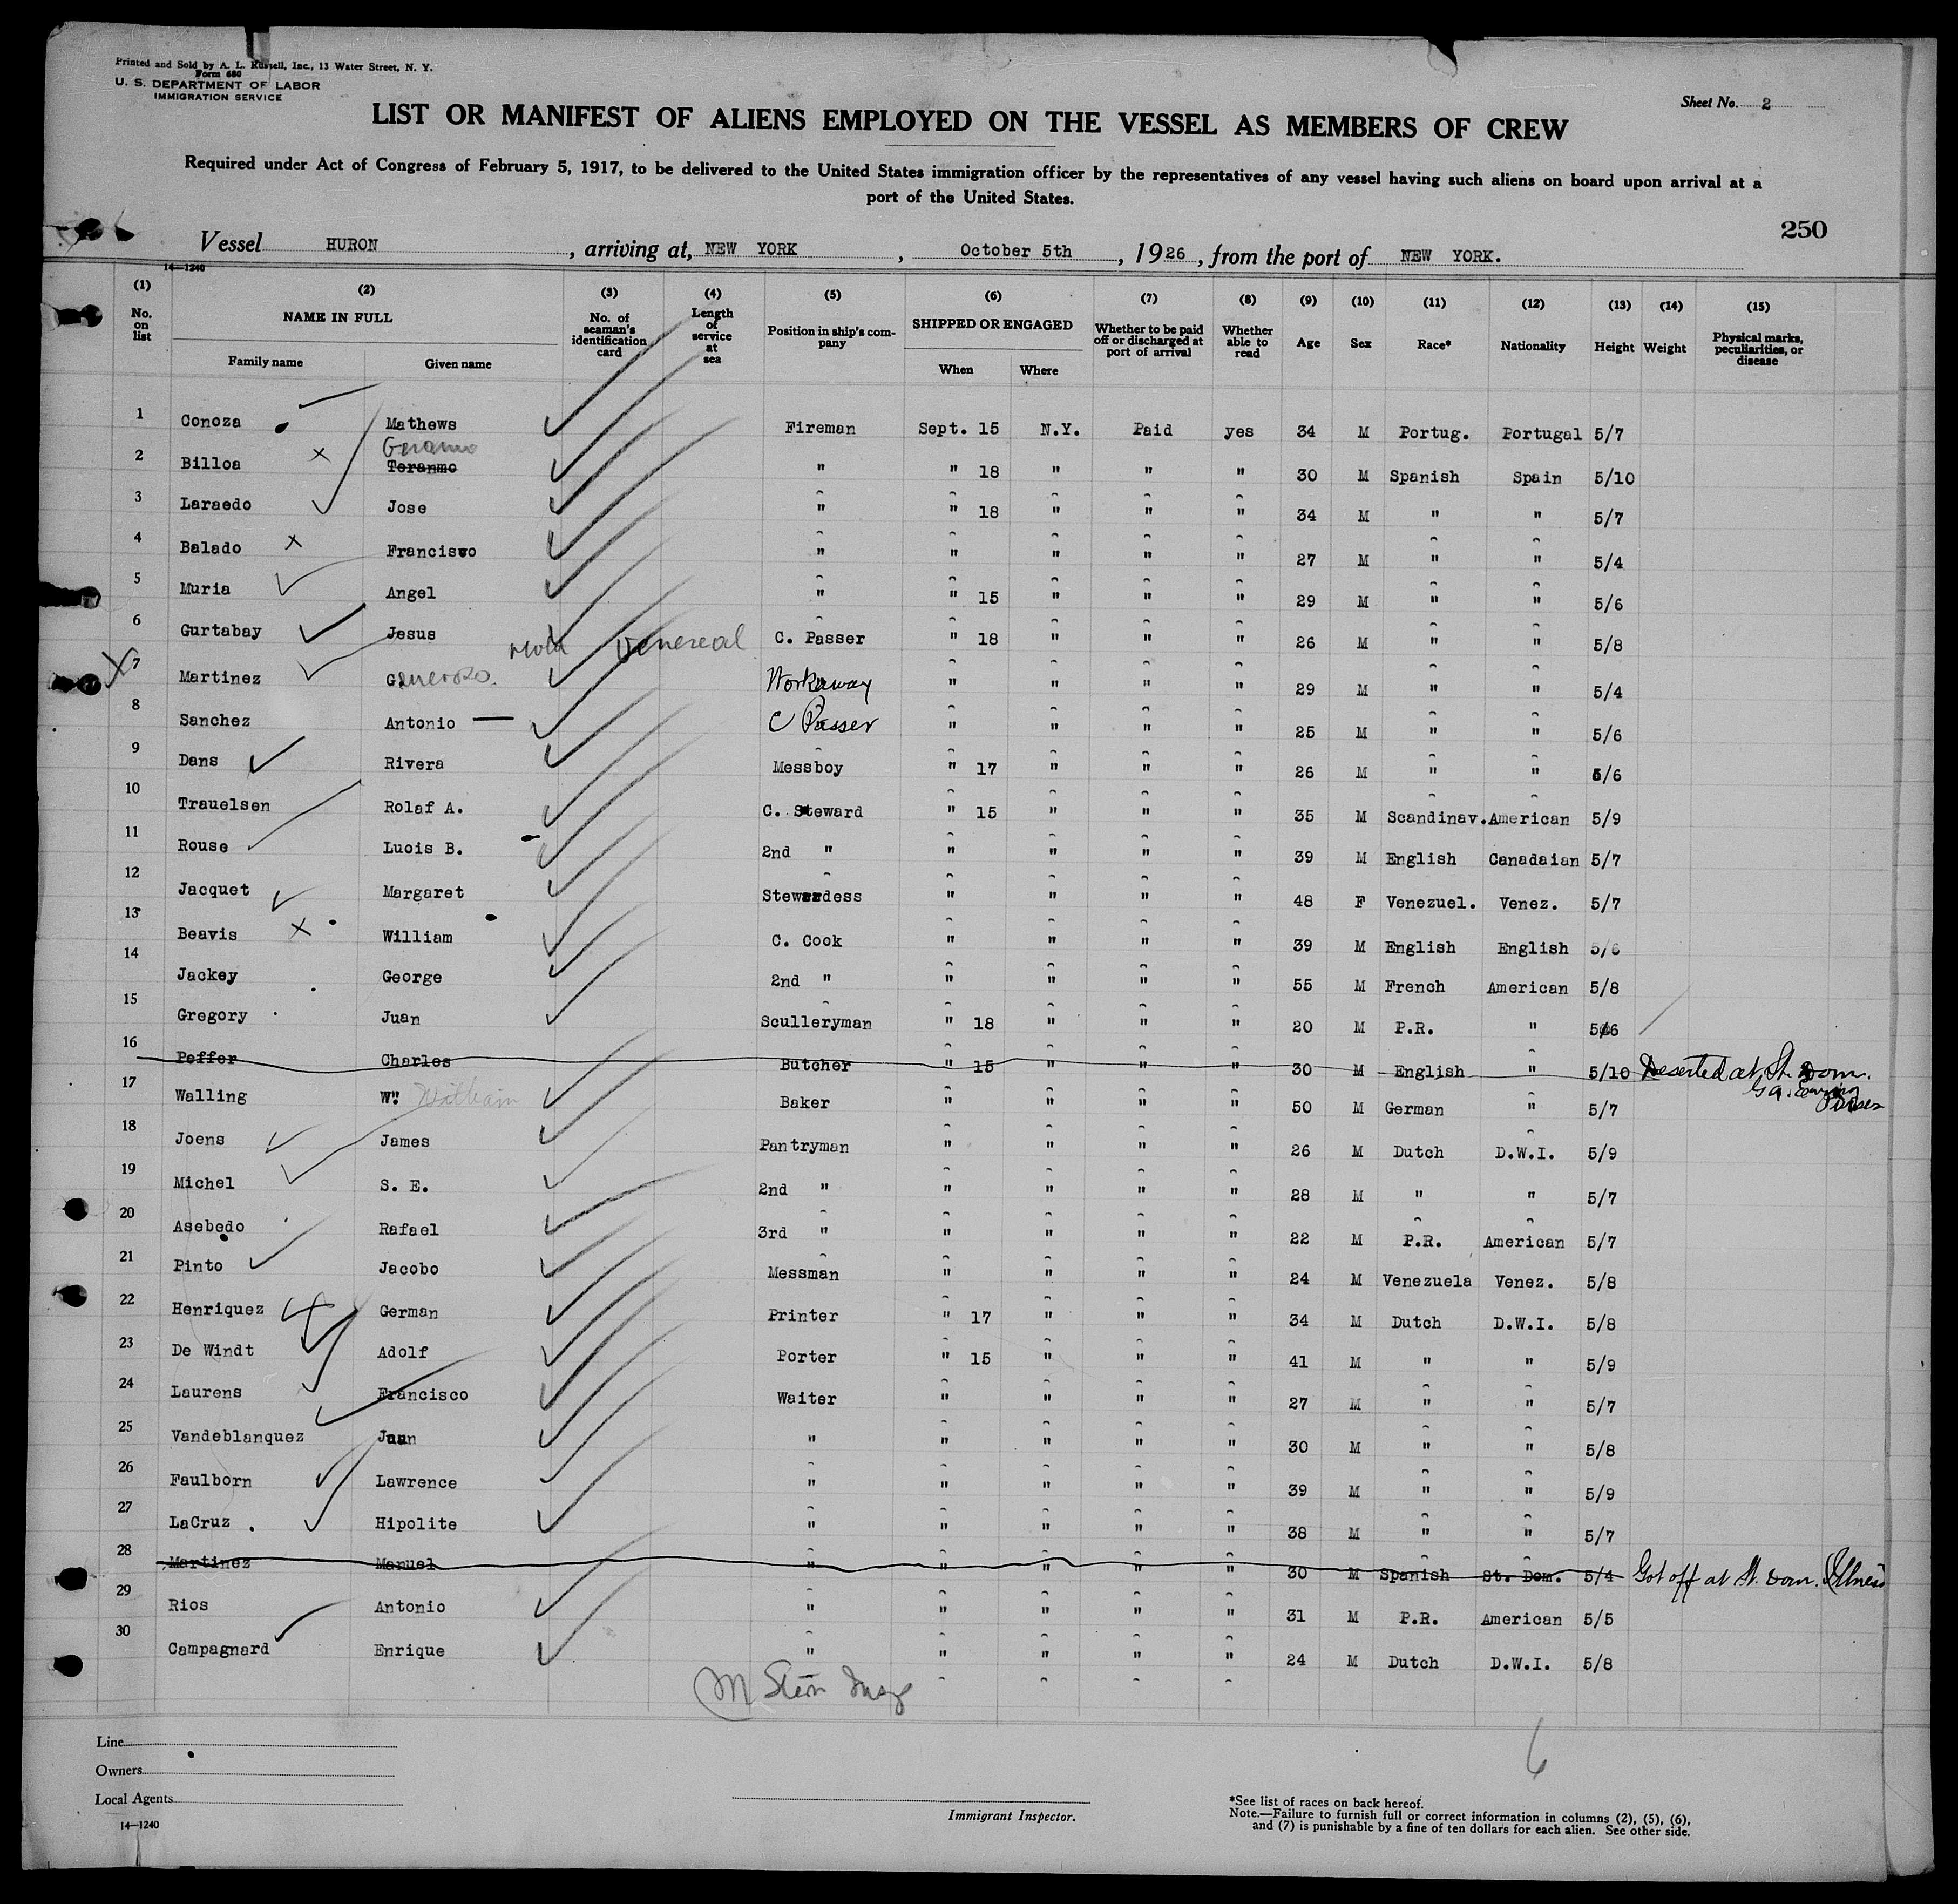 Printed and Sold by A. L. Russell, Inc., 13 Water Street, N. Y.
Form 680
U. S. DEPARTMENT OF LABOR
IMMIGRATION SERVICE
Sheet No. 2
LIST OR MANIFEST OF ALIENS EMPLOYED ON THE VESSEL AS MEMBERS OF CREW
Required under Act of Congress of February 5, 1917, to be delivered to the United States immigration officer by the representatives of any vessel having such aliens on board upon arrival at a
port of the United States.
250
Vessel HURON, arriving at, NEW YORK, October 5th, 1926, from the port of NEW YORK.
14—1240
(1) (2) (3) (4) (5) (6) (7) (8) (9) (10) (11) (12) (13) (14) (15)
No. on list NAME IN FULL Family name Given name No. of seaman's identification card Length of service at sea Position in ship's company SHIPPED OR ENGAGED When Where Whether to be paid off or discharged at port of arrival Whether able to read Age Sex Race* Nationality Height Weight Physical marks, peculiarities, or disease
1 Conoza Mathews Fireman Sept. 15 N.Y. Paid yes 34 M Portug. Portugal 5/7
Geramo
2 Billoa Teranmo " " 18 " " " 30 M Spanish Spain 5/10
3 Laraedo Jose " " 18 " " " 34 M " " 5/7
4 Balado Francisco " " " " " 27 M " " 5/4
5 Muria Angel " " 15 " " " 29 M " " 5/6
6 Gurtabay Jesus C. Passer " 18 " " " 26 M " " 5/8
Hold Venereal
7 Martinez Gueroso. Workaway " " " " 29 M " " 5/4
8 Sanchez Antonio — C Passer " " " " 25 M " " 5/6
9 Dans Rivera Messboy " 17 " " " 26 M " " 5/6
10 Trauelsen Rolaf A. C. Steward " 15 " " " 35 M Scandinav. American 5/9
11 Rouse Luois B. 2nd " " " " " 39 M English Canadaian 5/7
12 Jacquet Margaret Stewerdess " " " " 48 F Venezuel. Venez. 5/7
13 Beavis William C. Cook " " " " 39 M English English 5/6
14 Jackey George 2nd " " " " " 55 M French American 5/8
15 Gregory Juan Sculleryman " 18 " " " 20 M P.R. " 5/6
16 Peffer Charles Butcher " 15 " " " 30 M English " 5/10 Deserted at St. Dom.
17 Walling Wm. William Baker " " " " 50 M German " 5/7
18 Joens James Pantryman " " " " 26 M Dutch D.W.I. 5/9
19 Michel S. E. 2nd " " " " " 28 M " " 5/7
20 Asebedo Rafael 3rd " " " " " 22 M P.R. American 5/7
21 Pinto Jacobo Messman " " " " 24 M Venezuela Venez. 5/8
22 Henriquez German Printer " 17 " " " 34 M Dutch D.W.I. 5/8
23 De Windt Adolf Porter " 15 " " " 41 M " " 5/9
24 Laurens Francisco Waiter " " " " 27 M " " 5/7
25 Vandeblanquez Juan " " " " " 30 M " " 5/8
26 Faulborn Lawrence " " " " " 39 M " " 5/9
27 LaCruz . Hipolite " " " " " 38 M " " 5/7
28 Martinez Manuel " " " " " 30 M Spanish St. Dom. 5/4 Got off at St. Dom. (Illness)
29 Rios Antonio " " " " " 31 M P.R. American 5/5
30 Campagnard Enrique " " " " " 24 M Dutch D.W.I. 5/8
M Stern Insp
6
Line
Owners
Local Agents
14—1240
Immigrant Inspector.
*See list of races on back hereof.
Note.—Failure to furnish full or correct information in columns (2), (5), (6),
and (7) is punishable by a fine of ten dollars for each alien. See other side.